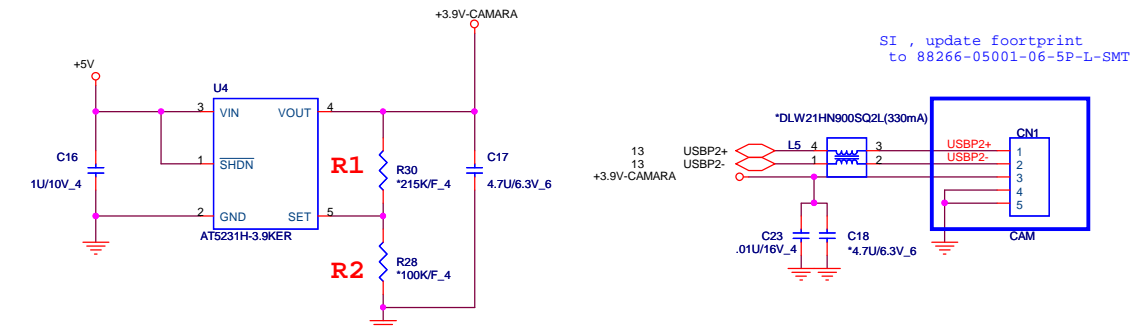 +3.9V-CAMARA
+5V
U4
3 VIN VOUT 4
1 SHDN
2 GND SET 5
AT5231H-3.9KER
C16
1U/10V_4
R1
R30
*215K/F_4
C17
4.7U/6.3V_6
R2
R28
*100K/F_4
SI , update foortprint
to 88266-05001-06-5P-L-SMT
*DLW21HN900SQ2L(330mA)
L5
13 USBP2+ 4 3 USBP2+
13 USBP2- 1 2 USBP2-
+3.9V-CAMARA
CN1
1
2
3
4
5
CAM
C23
.01U/16V_4
C18
*4.7U/6.3V_6